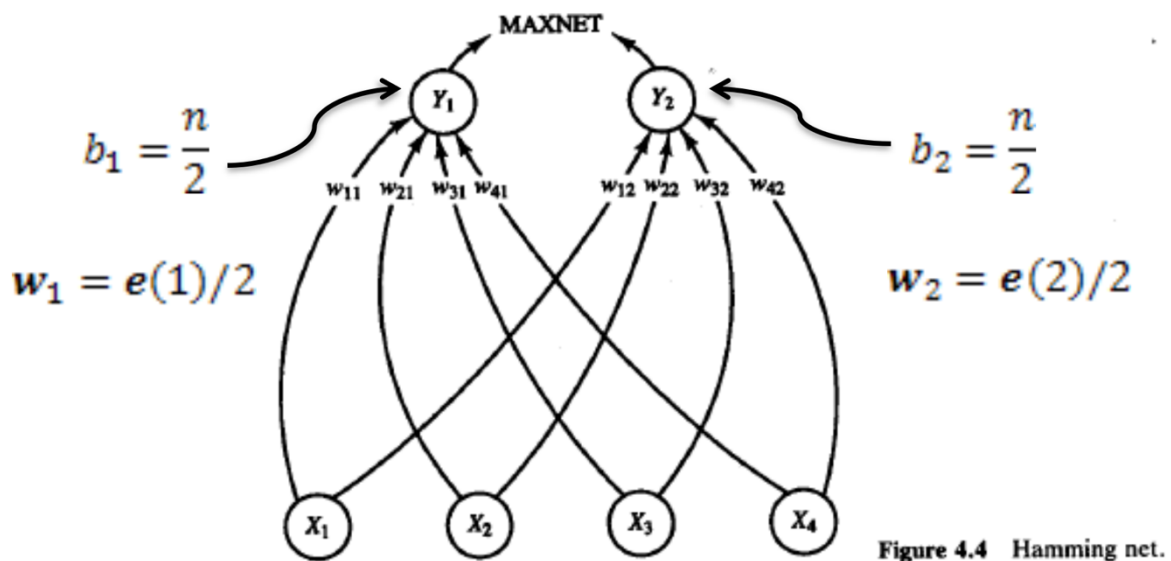 MAXNET
Y₁ Y₂
b₁ = n/2 b₂ = n/2
w₁₁ w₂₁ w₃₁ w₄₁ w₁₂ w₂₂ w₃₂ w₄₂
w₁ = e(1)/2 w₂ = e(2)/2
X₁ X₂ X₃ X₄
Figure 4.4 Hamming net.